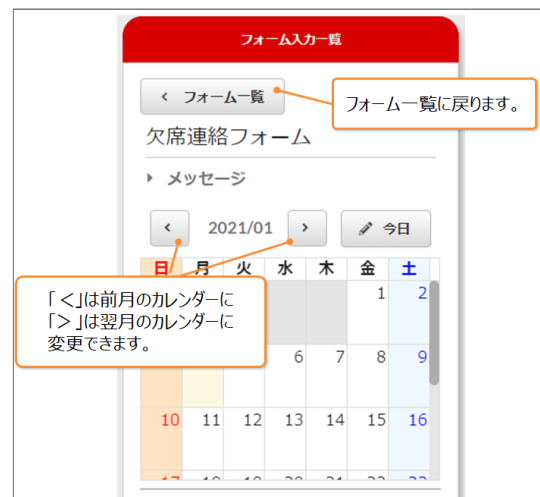 フォーム入力一覧
< フォーム一覧
フォーム一覧に戻ります。
欠席連絡フォーム
メッセージ
< 2021/01 > 今日
日 月 火 水 木 金 土
1 2
「<」は前月のカレンダーに
「>」は翌月のカレンダーに
変更できます。
6 7 8 9
10 11 12 13 14 15 16